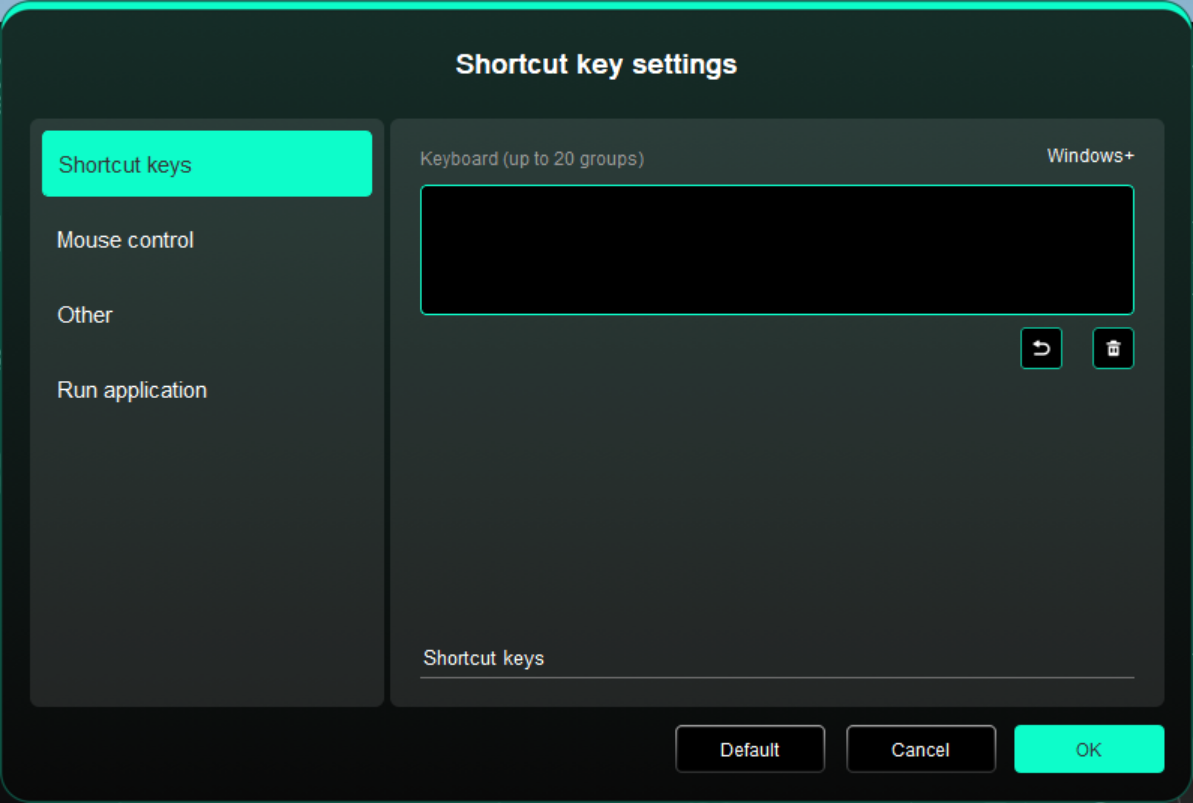 Shortcut key settings
Shortcut keys
Mouse control
Other
Run application
Keyboard (up to 20 groups)
Windows+
Shortcut keys
Default
Cancel
OK